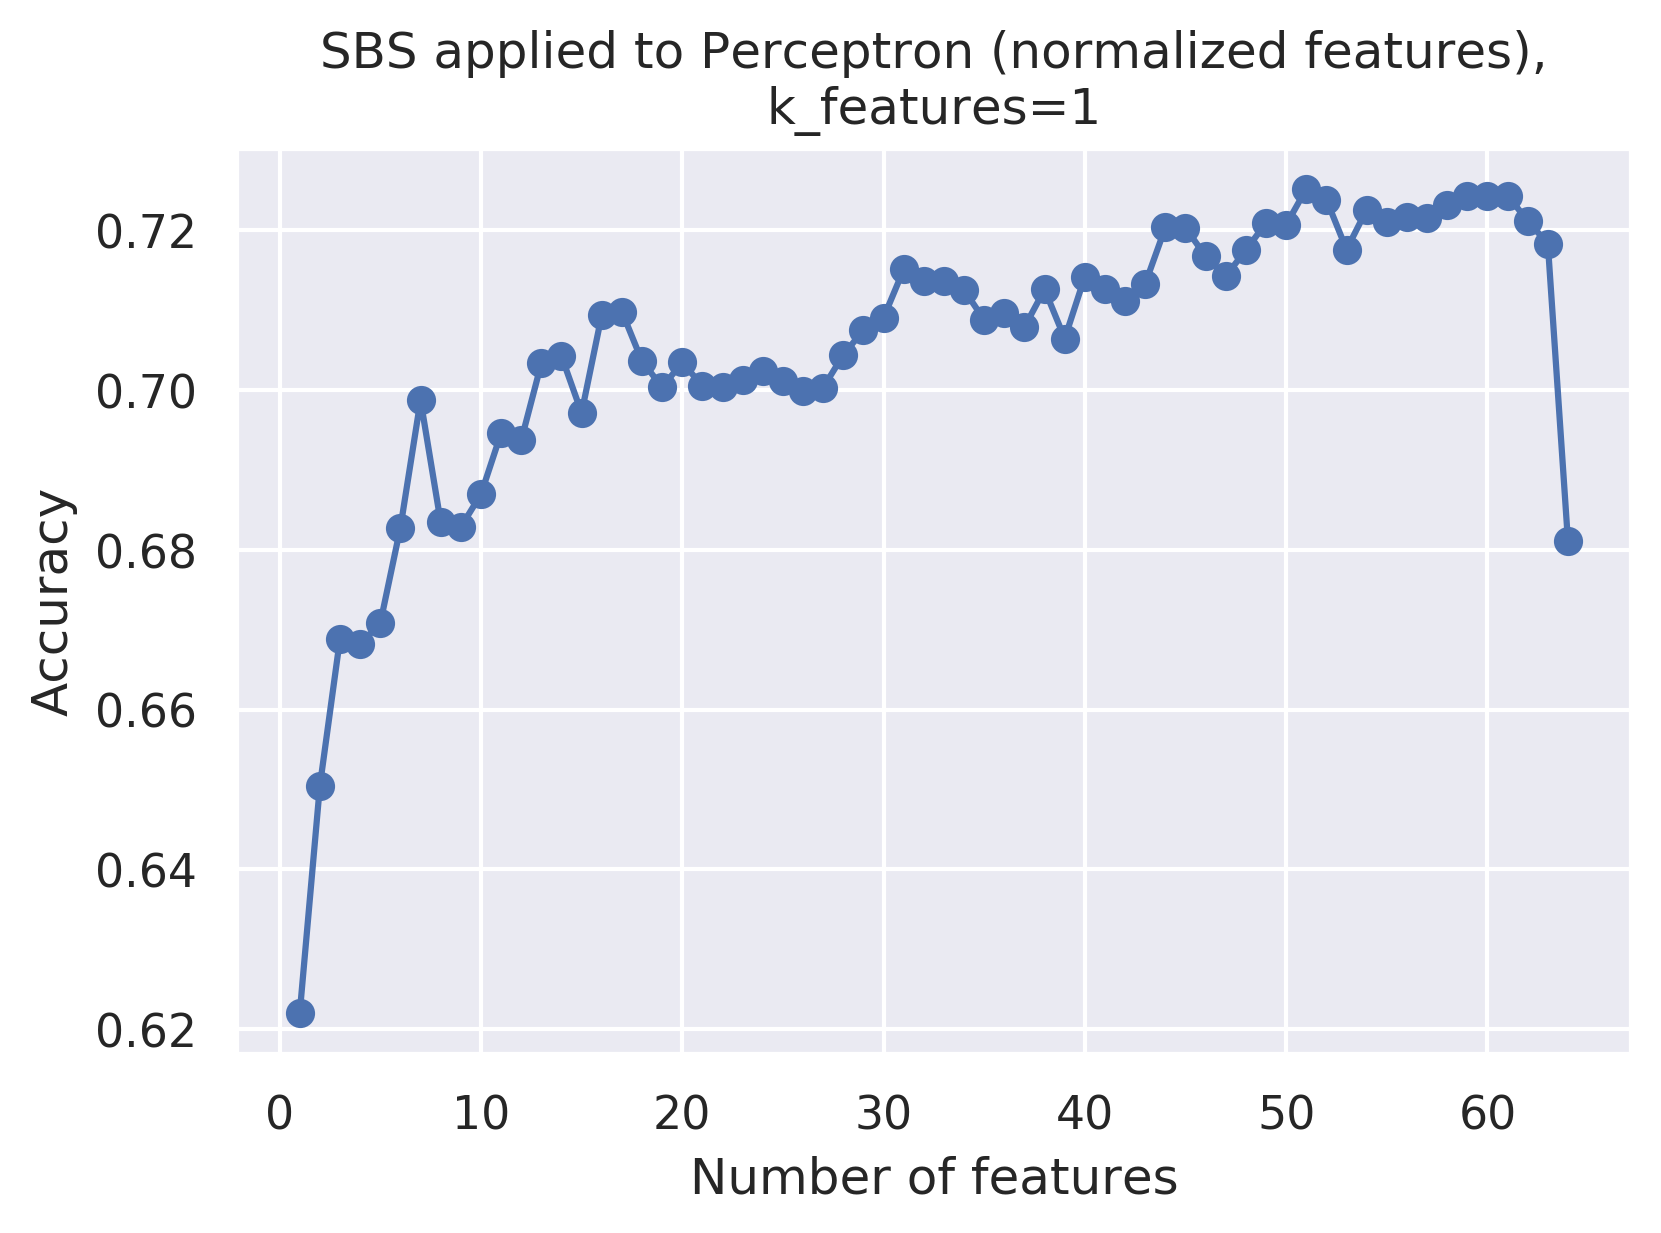 SBS applied to Perceptron (normalized features),
k_features=1
0.72
0.70
0.68
0.66
0.64
0.62
Accuracy
0 10 20 30 40 50 60
Number of features